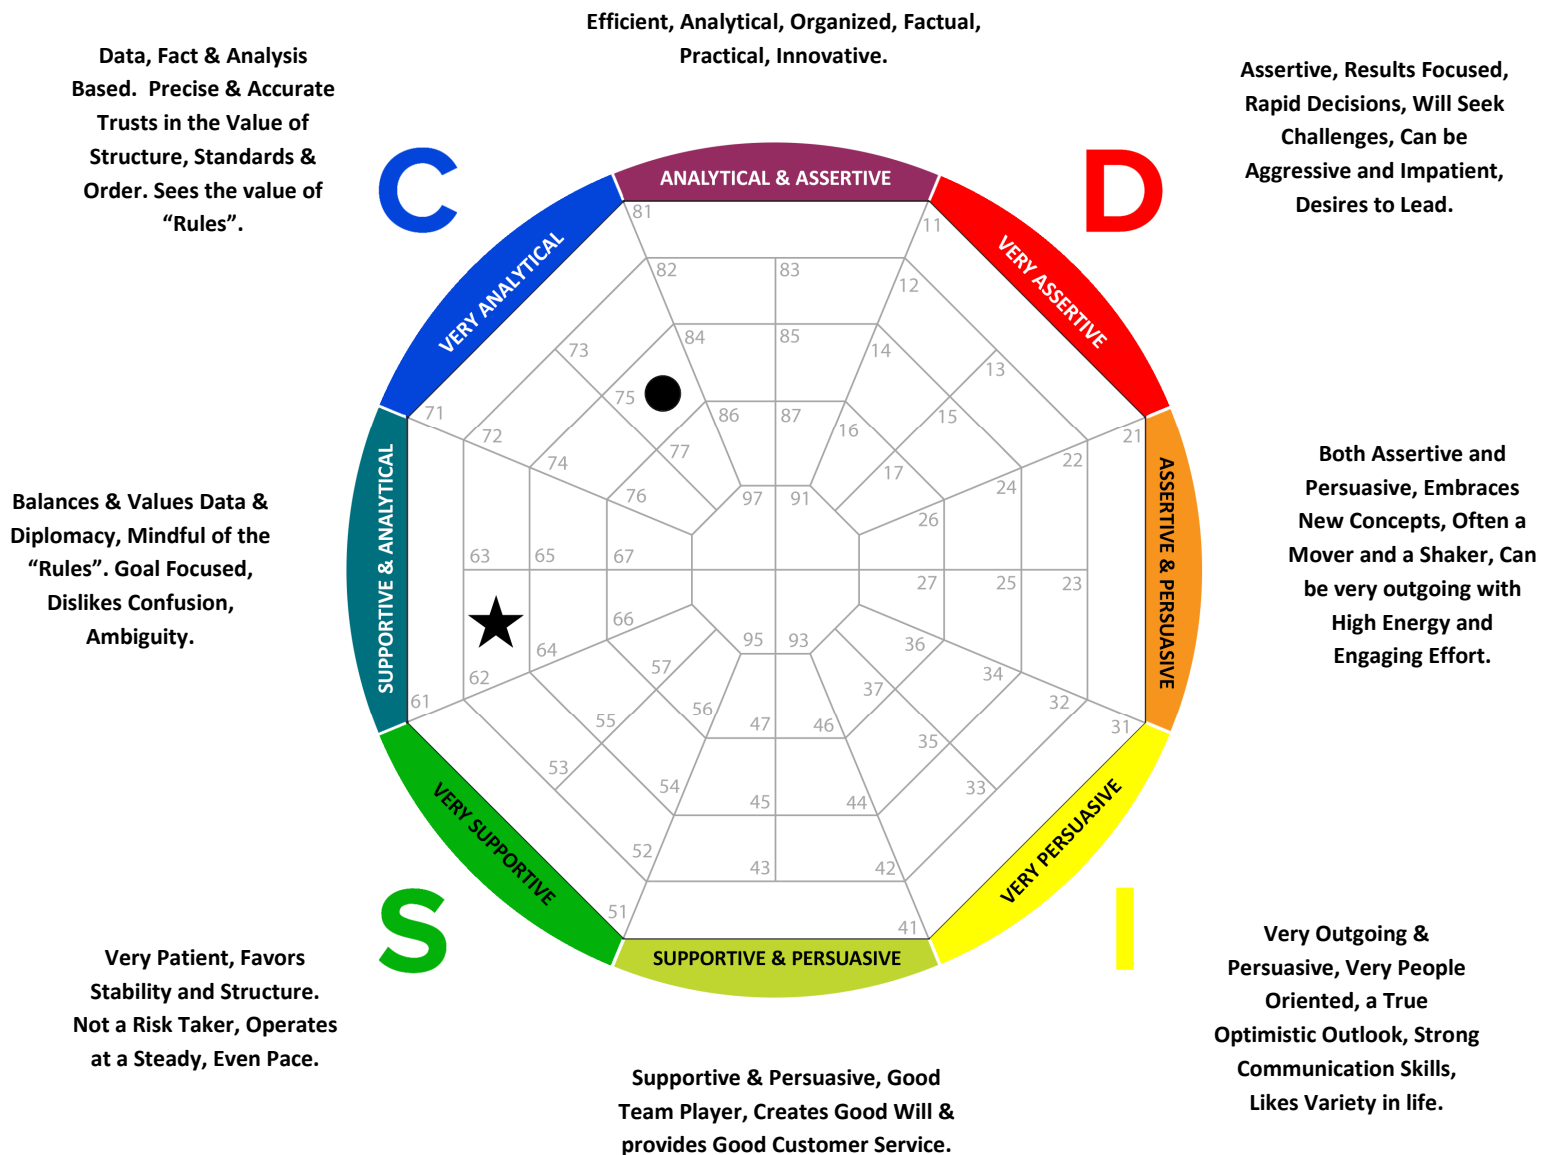 Efficient, Analytical, Organized, Factual,
Practical, Innovative.
Data, Fact & Analysis
Based.  Precise & Accurate
Trusts in the Value of
Structure, Standards &
Order. Sees the value of
“Rules”.
Assertive, Results Focused,
Rapid Decisions, Will Seek
Challenges, Can be
Aggressive and Impatient,
Desires to Lead.
C
D
ANALYTICAL & ASSERTIVE
VERY ANALYTICAL
VERY ASSERTIVE
81
11
82
83
12
73
84
85
14
13
75
15
71
72
86
87
16
21
74
77
17
22
76
97
91
24
26
63
65
67
27
25
23
66
95
93
36
64
57
34
62
37
32
61
56
47
46
31
55
35
53
54
45
44
33
52
43
42
51
41
SUPPORTIVE & ANALYTICAL
ASSERTIVE & PERSUASIVE
Balances & Values Data &
Diplomacy, Mindful of the
“Rules”. Goal Focused,
Dislikes Confusion,
Ambiguity.
Both Assertive and
Persuasive, Embraces
New Concepts, Often a
Mover and a Shaker, Can
be very outgoing with
High Energy and
Engaging Effort.
VERY SUPPORTIVE
VERY PERSUASIVE
SUPPORTIVE & PERSUASIVE
S
I
Very Patient, Favors
Stability and Structure.
Not a Risk Taker, Operates
at a Steady, Even Pace.
Very Outgoing &
Persuasive, Very People
Oriented, a True
Optimistic Outlook, Strong
Communication Skills,
Likes Variety in life.
Supportive & Persuasive, Good
Team Player, Creates Good Will &
provides Good Customer Service.